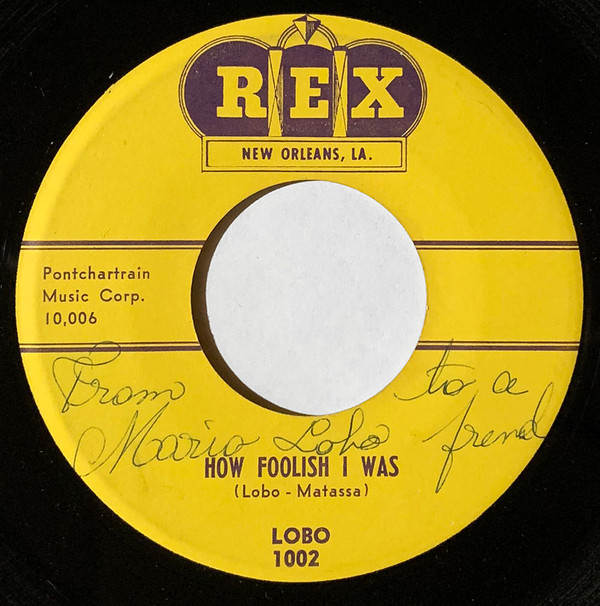 REX
NEW ORLEANS, LA.
Pontchartrain
Music Corp.
10,006
From to a
Mario Lobo frend
HOW FOOLISH I WAS
(Lobo - Matassa)
LOBO
1002